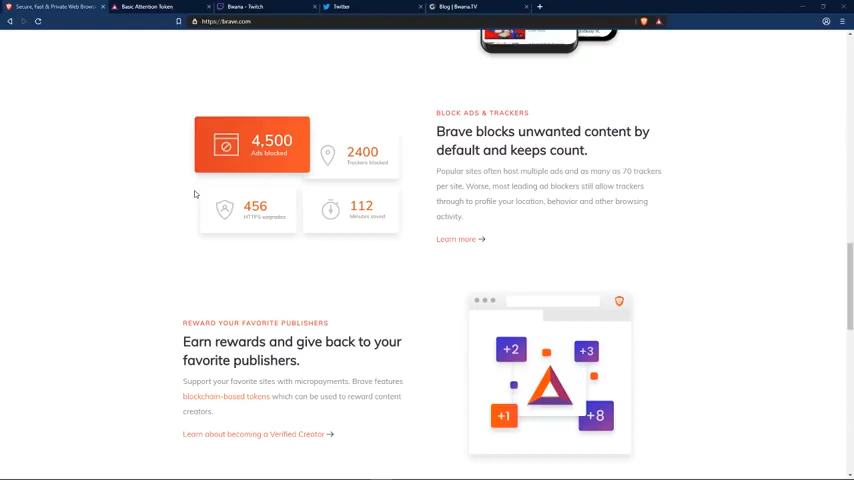 Secure, Fast & Private Web Brows
Basic Attention Token
Bwana - Twitch
Twitter
Blog | Bwana.TV
https://brave.com
4,500
Ads blocked
2400
Trackers blocked
456
HTTPS upgrades
112
Minutes saved
BLOCK ADS & TRACKERS
Brave blocks unwanted content by
default and keeps count.
Popular sites often host multiple ads and as many as 70 trackers
per site. Worse, most leading ad blockers still allow trackers
through to profile your location, behavior and other browsing
activity.
Learn more →
REWARD YOUR FAVORITE PUBLISHERS
Earn rewards and give back to your
favorite publishers.
Support your favorite sites with micropayments. Brave features
blockchain-based tokens which can be used to reward content
creators.
Learn about becoming a Verified Creator →
+2
+3
+1
+8